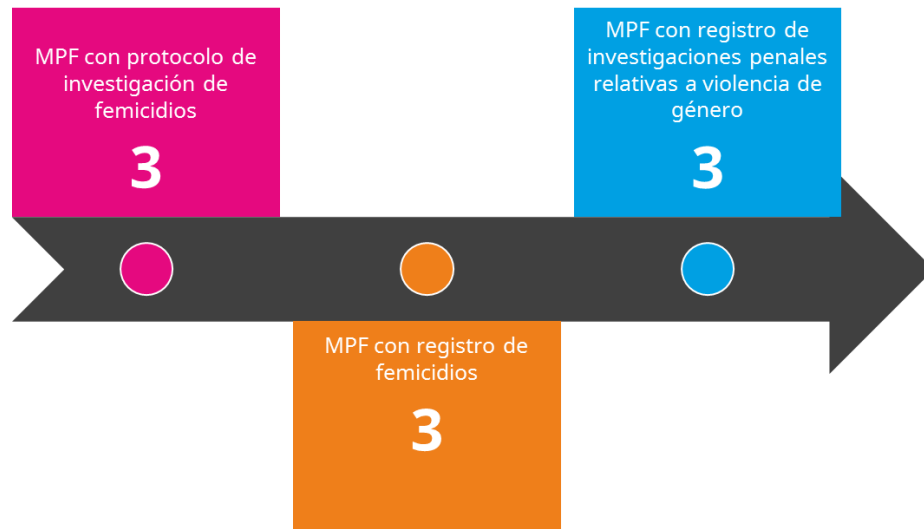 MPF con protocolo de
investigación de
femicidios
3
MPF con registro de
femicidios
3
MPF con registro de
investigaciones penales
relativas a violencia de
género
3